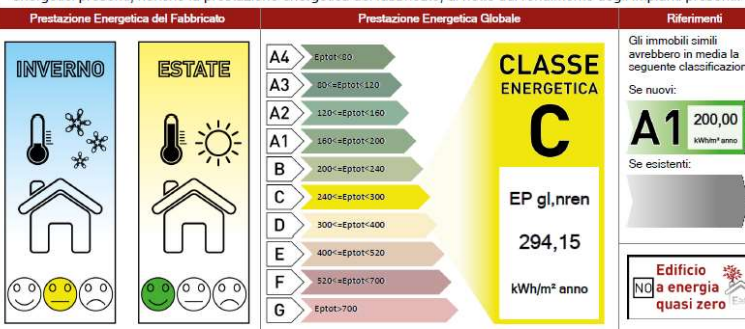 Prestazione Energetica del Fabbricato
Prestazione Energetica Globale
Riferimenti
INVERNO
ESTATE
A4 Eptot<80
A3 80<=Eptot<120
A2 120<=Eptot<160
A1 160<=Eptot<200
B 200<=Eptot<240
C 240<=Eptot<300
D 300<=Eptot<400
E 400<=Eptot<520
F 520<=Eptot<700
G Eptot>700
CLASSE
ENERGETICA
C
EP gl,nren
294,15
kWh/m² anno
Gli immobili simili
avrebbero in media la
seguente classificazion
Se nuovi:
A1 200,00
kWh/m² anno
Se esistenti:
NO
Edificio
a energia
quasi zero